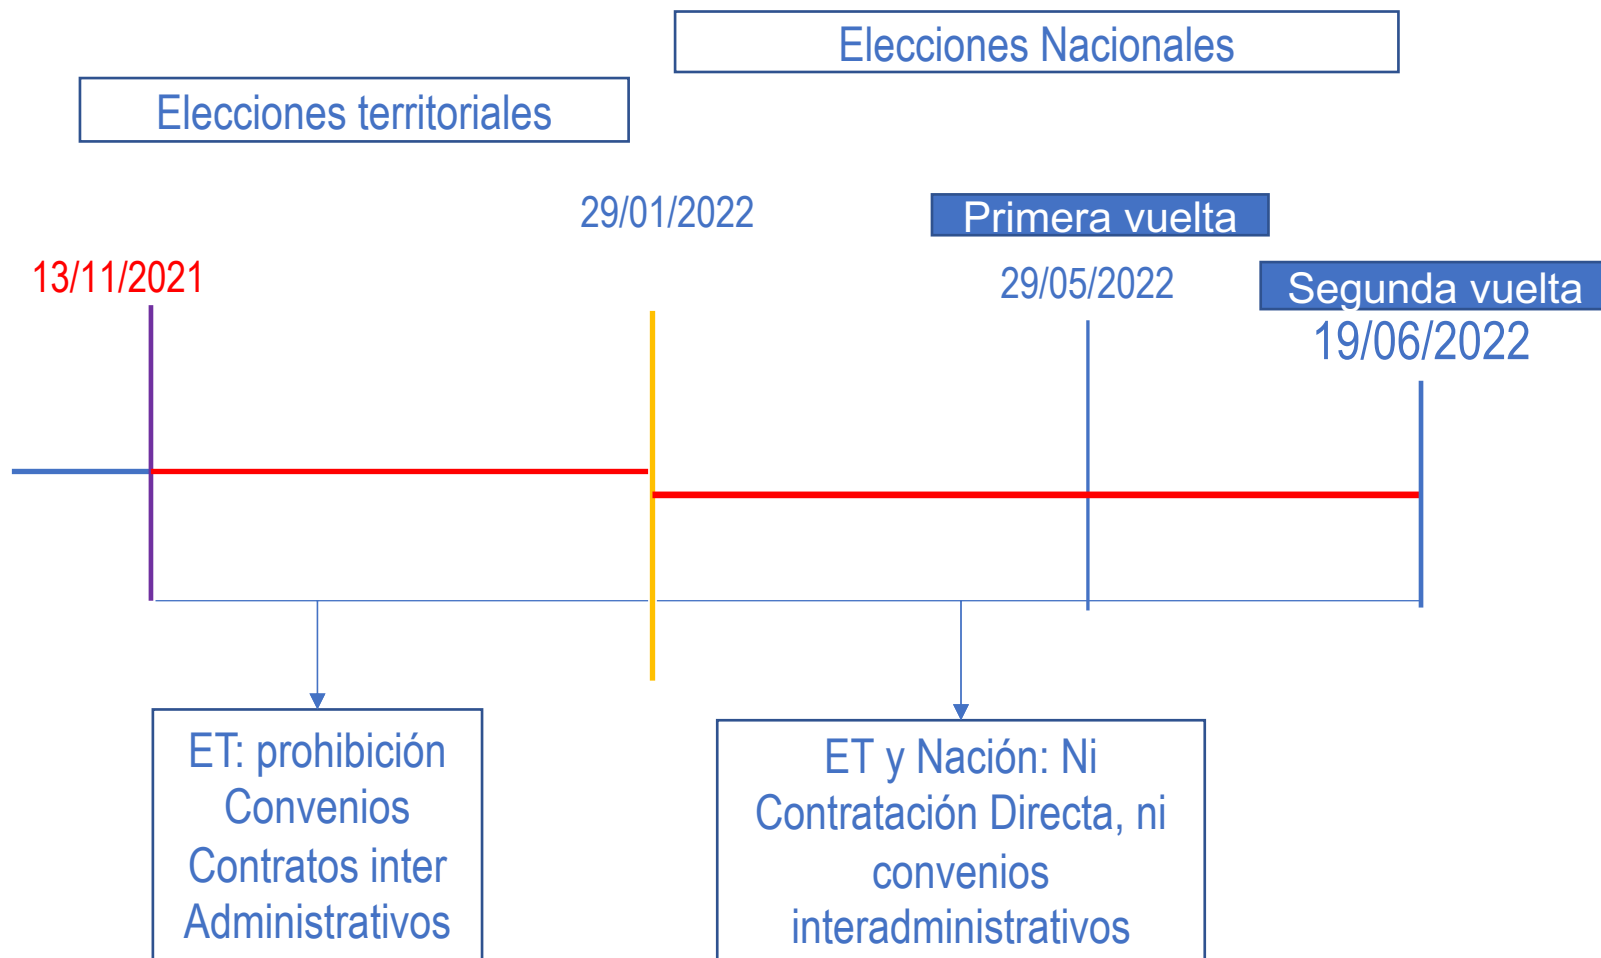 Elecciones Nacionales
Elecciones territoriales
29/01/2022
Primera vuelta
13/11/2021
29/05/2022
Segunda vuelta
19/06/2022
ET: prohibición
Convenios
Contratos inter
Administrativos
ET y Nación: Ni
Contratación Directa, ni
convenios
interadministrativos